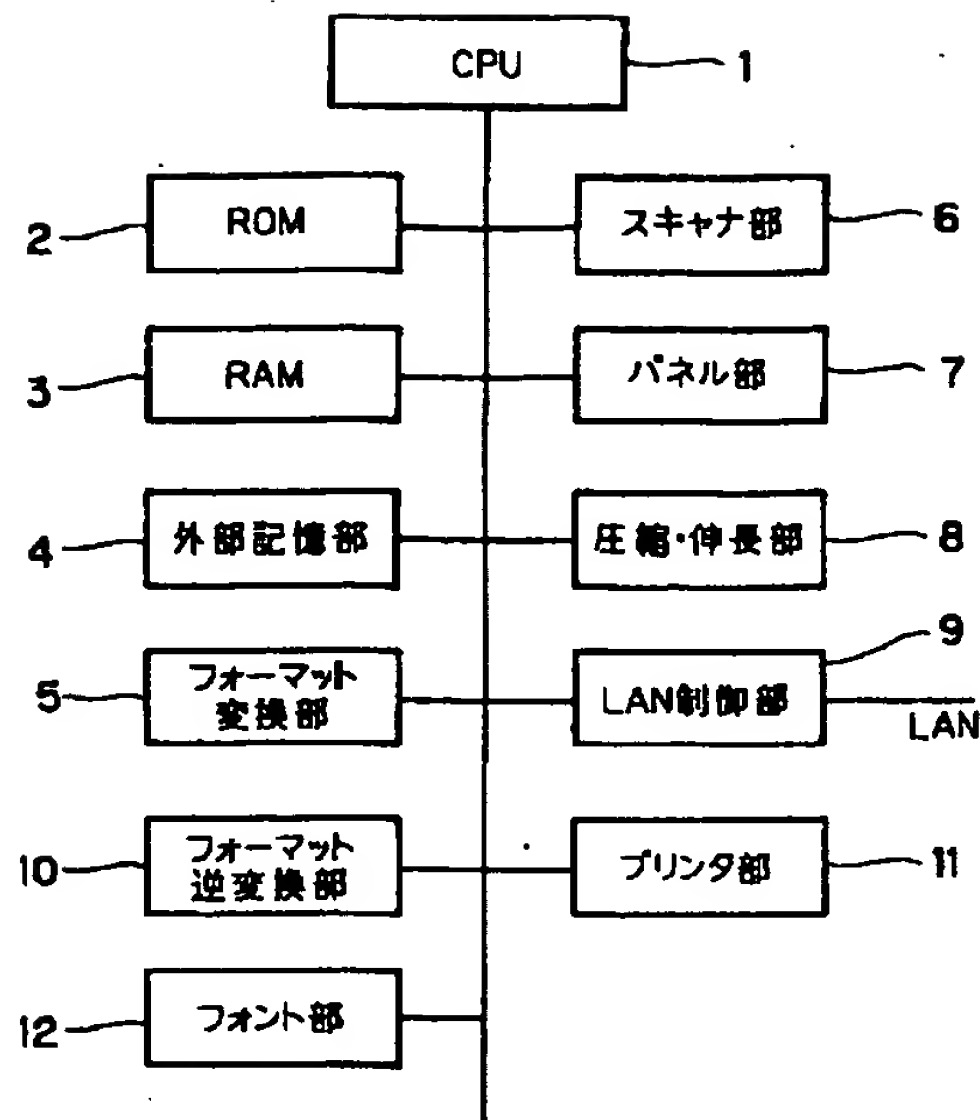 CPU
1
2
ROM
スキャナ部
6
3
RAM
パネル部
7
4
外部記憶部
圧縮・伸長部
8
5
フォーマット
変換部
LAN制御部
9
LAN
10
フォーマット
逆変換部
プリンタ部
11
12
フォント部